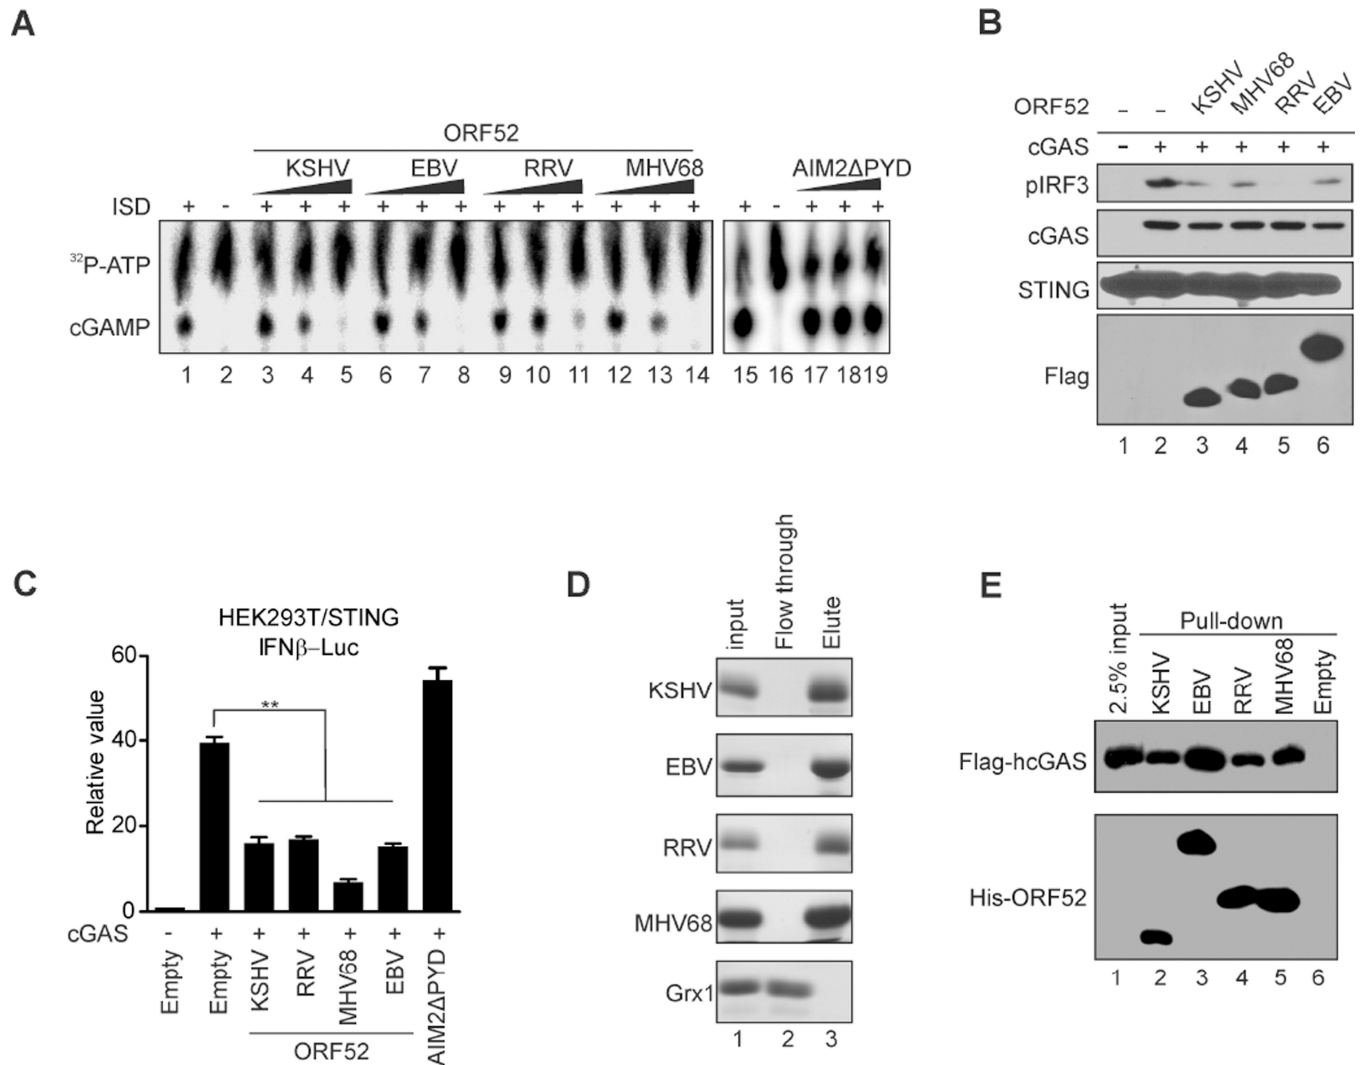 A
ORF52
KSHV EBV RRV MHV68 AIM2ΔPYD
ISD + - + + + + + + + + + + + + + - + + +
³²P-ATP
cGAMP
1 2 3 4 5 6 7 8 9 10 11 12 13 14 15 16 17 18 19
B
ORF52 – – KSHV MHV68 RRV EBV
cGAS - + + + + +
pIRF3
cGAS
STING
Flag
1 2 3 4 5 6
C
HEK293T/STING
IFNβ–Luc
Relative value
60
40
20
0
**
cGAS - + + + + + +
Empty Empty KSHV RRV MHV68 EBV AIM2ΔPYD
ORF52
D
input Flow through Elute
KSHV
EBV
RRV
MHV68
Grx1
1 2 3
E
Pull-down
2.5% input KSHV EBV RRV MHV68 Empty
Flag-hcGAS
His-ORF52
1 2 3 4 5 6